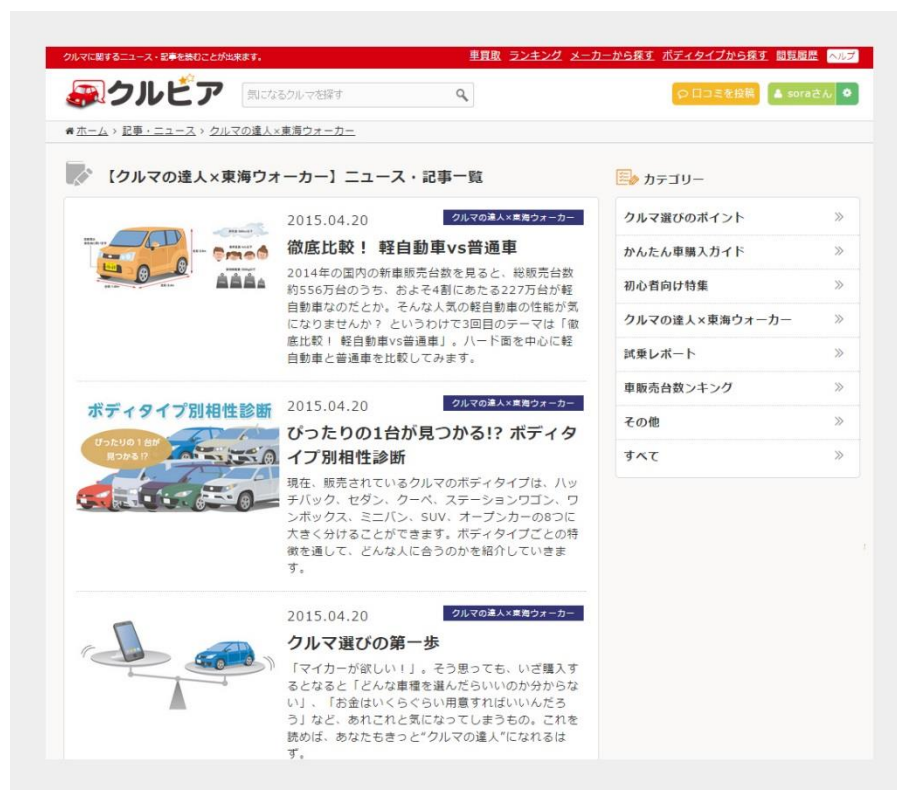 クルマに関するニュース・記事を読むことが出来ます。
車買取 ランキング メーカーから探す ボディタイプから探す 閲覧履歴 ヘルプ
クルビア
気になるクルマを探す
口コミを投稿
soraさん
ホーム › 記事・ニュース › クルマの達人×東海ウォーカー
【クルマの達人×東海ウォーカー】ニュース・記事一覧
2015.04.20
クルマの達人×東海ウォーカー
徹底比較! 軽自動車vs普通車
2014年の国内の新車販売台数を見ると、総販売台数
約556万台のうち、およそ4割にあたる227万台が軽
自動車なのだとか。そんな人気の軽自動車の性能が気
になりませんか? というわけで3回目のテーマは「徹
底比較! 軽自動車vs普通車」。ハード面を中心に軽
自動車と普通車を比較してみます。
ボディタイプ別相性診断
ぴったりの1台が
見つかる!?
2015.04.20
クルマの達人×東海ウォーカー
ぴったりの1台が見つかる!? ボディタ
イプ別相性診断
現在、販売されているクルマのボディタイプは、ハッ
チバック、セダン、クーペ、ステーションワゴン、ワ
ンボックス、ミニバン、SUV、オープンカーの8つに
大きく分けることができます。ボディタイプごとの特
徴を通して、どんな人に合うのかを紹介していきま
す。
2015.04.20
クルマの達人×東海ウォーカー
クルマ選びの第一歩
「マイカーが欲しい!」。そう思っても、いざ購入す
るとなると「どんな車種を選んだらいいのか分からな
い」、「お金はいくらぐらい用意すればいいんだろ
う」など、あれこれと気になってしまうもの。これを
読めば、あなたもきっと“クルマの達人”になれるは
ず。
カテゴリー
クルマ選びのポイント
かんたん車購入ガイド
初心者向け特集
クルマの達人×東海ウォーカー
試乗レポート
車販売台数ンキング
その他
すべて